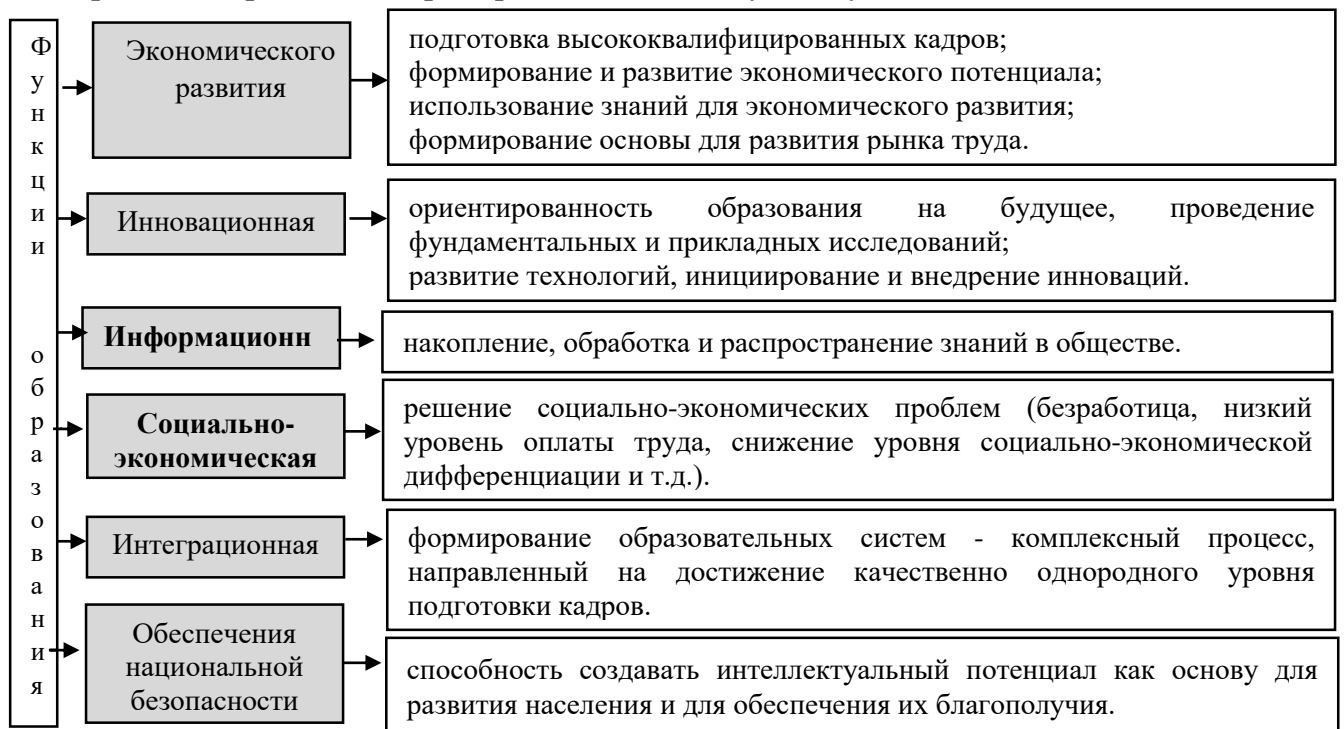 Функции образования
Экономического
развития
подготовка высококвалифицированных кадров;
формирование и развитие экономического потенциала;
использование знаний для экономического развития;
формирование основы для развития рынка труда.
Инновационная
ориентированность образования на будущее, проведение
фундаментальных и прикладных исследований;
развитие технологий, инициирование и внедрение инноваций.
Информационн
накопление, обработка и распространение знаний в обществе.
Социально-
экономическая
решение социально-экономических проблем (безработица, низкий
уровень оплаты труда, снижение уровня социально-экономической
дифференциации и т.д.).
Интеграционная
формирование образовательных систем - комплексный процесс,
направленный на достижение качественно однородного уровня
подготовки кадров.
Обеспечения
национальной
безопасности
способность создавать интеллектуальный потенциал как основу для
развития населения и для обеспечения их благополучия.